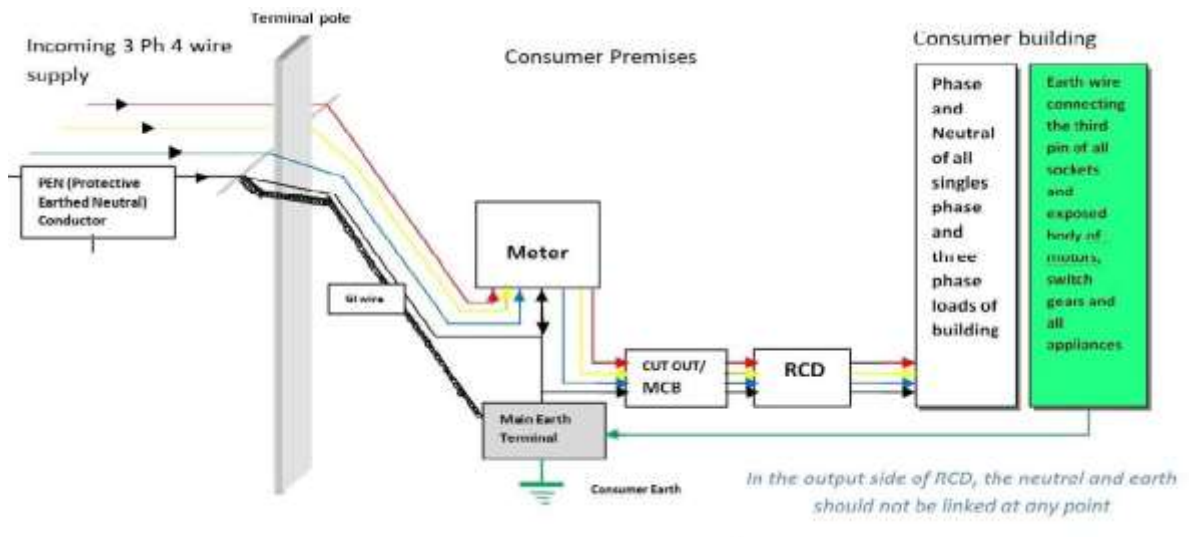 Terminal pole
Incoming 3 Ph 4 wire
supply
Consumer Premises
Consumer building
PEN (Protective
Earthed Neutral)
Conductor
GI wire
Meter
CUT OUT/
MCB
RCD
Main Earth
Terminal
Consumer Earth
Phase
and
Neutral
of all
singles
phase
and
three
phase
loads of
building
Earth wire
connecting
the third
pin of all
sockets
and
exposed
body of
motors,
switch
gears and
all
appliances
In the output side of RCD, the neutral and earth
should not be linked at any point